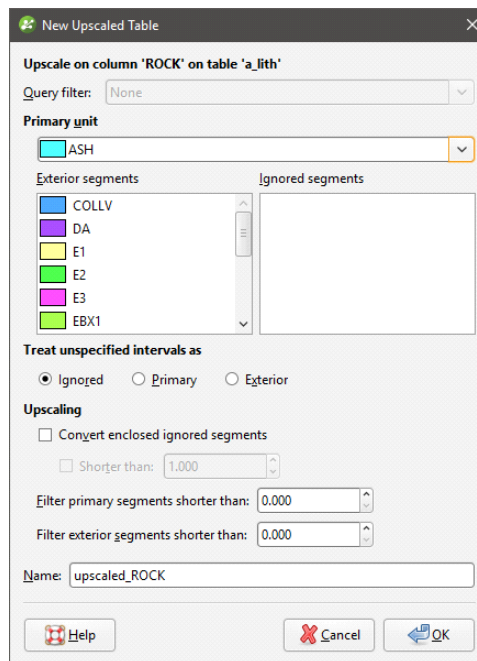 New Upscaled Table
Upscale on column 'ROCK' on table 'a_lith'
Query filter: None
Primary unit
ASH
Exterior segments Ignored segments
COLLV
DA
E1
E2
E3
EBX1
Treat unspecified intervals as
Ignored Primary Exterior
Upscaling
Convert enclosed ignored segments
Shorter than: 1.000
Filter primary segments shorter than: 0.000
Filter exterior segments shorter than: 0.000
Name: upscaled_ROCK
Help Cancel OK